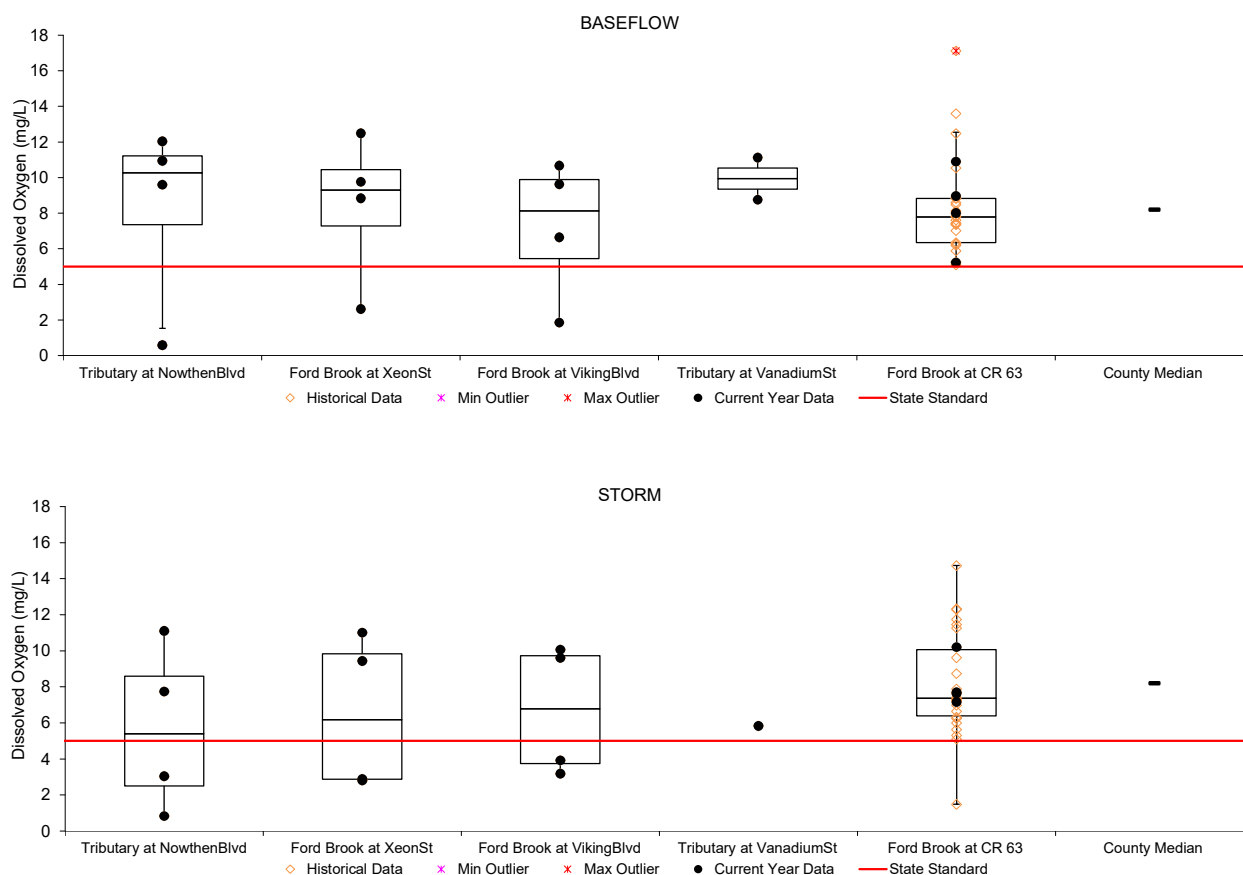 BASEFLOW
Dissolved Oxygen (mg/L)
18
16
14
12
10
8
6
4
2
0
Tributary at NowthenBlvd Ford Brook at XeonSt Ford Brook at VikingBlvd Tributary at VanadiumSt Ford Brook at CR 63 County Median
Historical Data Min Outlier Max Outlier Current Year Data State Standard
STORM
Dissolved Oxygen (mg/L)
18
16
14
12
10
8
6
4
2
0
Tributary at NowthenBlvd Ford Brook at XeonSt Ford Brook at VikingBlvd Tributary at VanadiumSt Ford Brook at CR 63 County Median
Historical Data Min Outlier Max Outlier Current Year Data State Standard